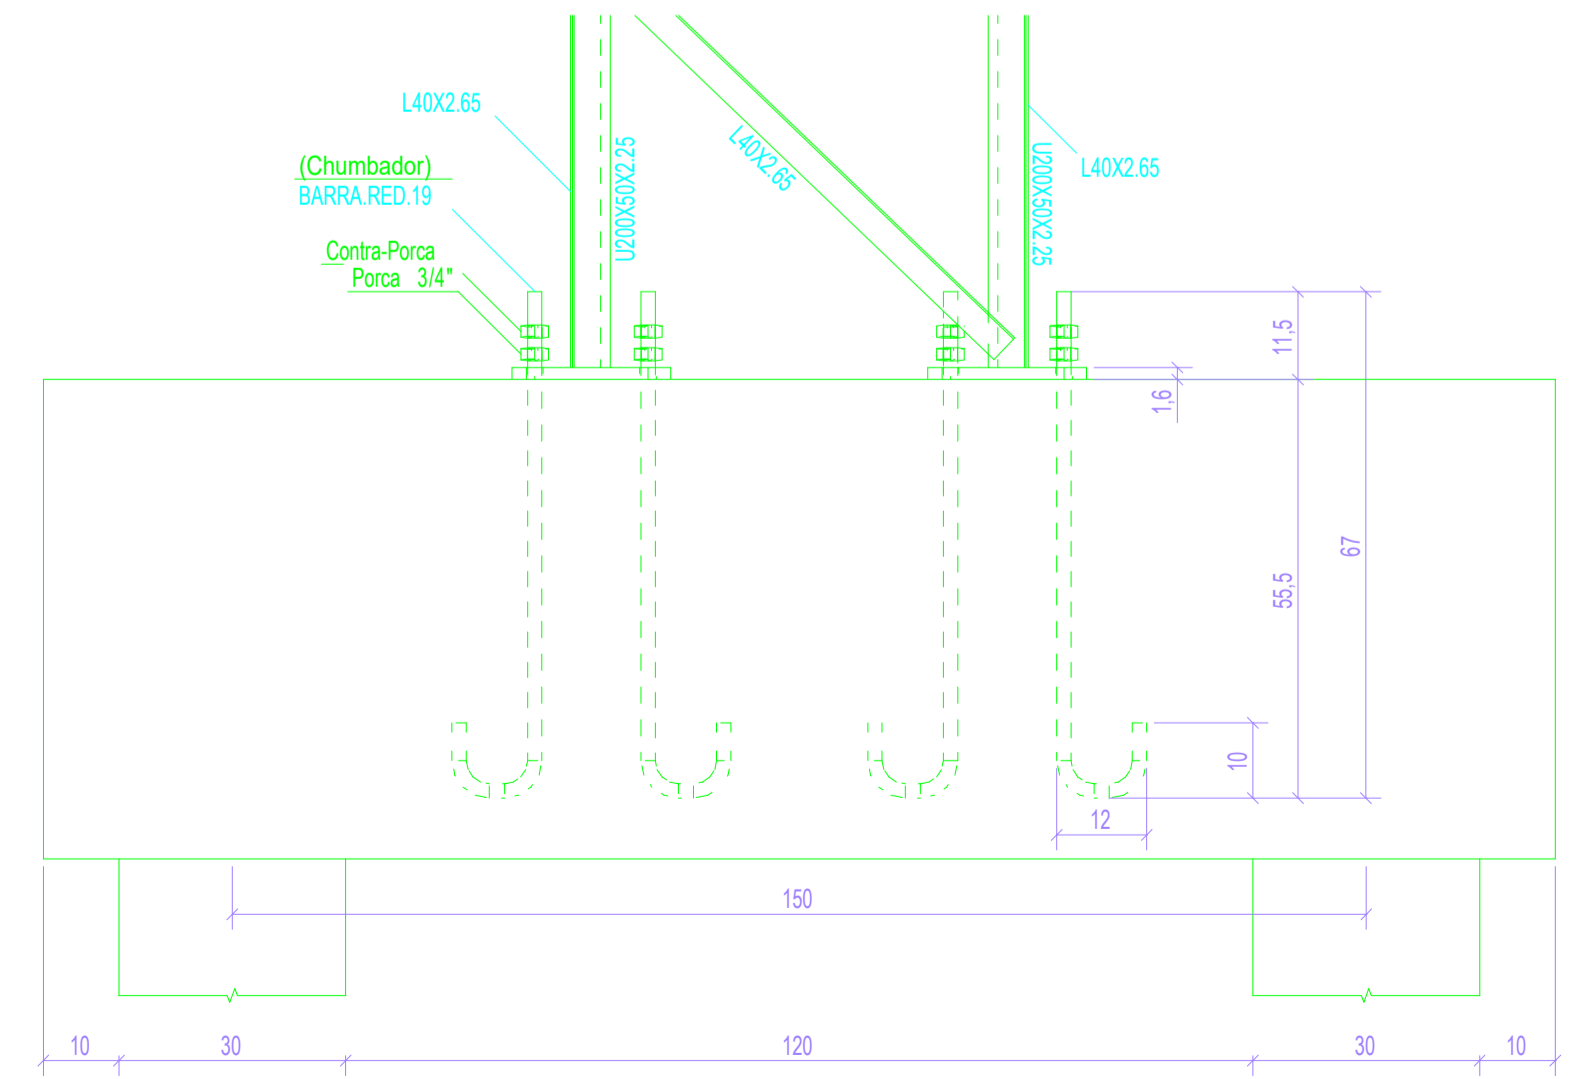 L40X2.65
(Chumbador)
BARRA.RED.19
Contra-Porca
Porca 3/4"
U200X50X2.25
L40X2.65
U200X50X2.25
L40X2.65
11,5
1,6
67
55,5
10
12
150
10
30
120
30
10